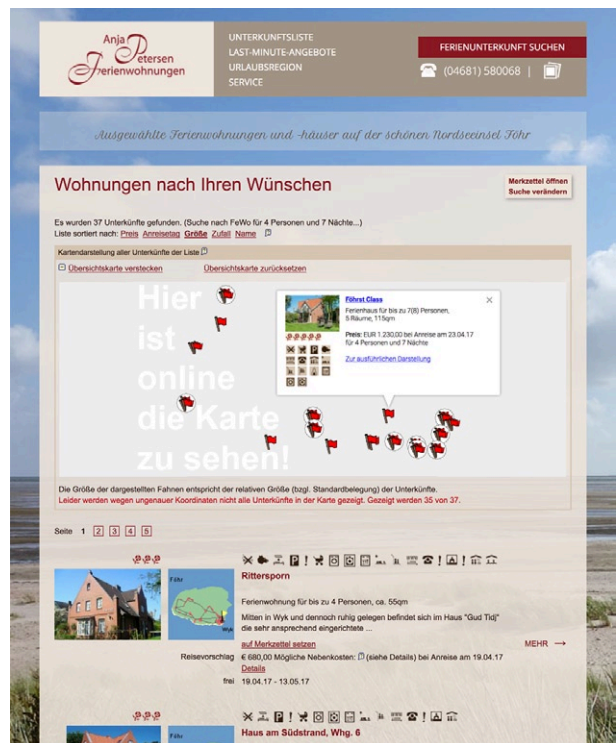 Anja Petersen
Ferienwohnungen
UNTERKUNFTSLISTE
LAST-MINUTE-ANGEBOTE
URLAUBSREGION
SERVICE
FERIENUNTERKUNFT SUCHEN
(04681) 580068 |
Ausgewählte Ferienwohnungen und -häuser auf der schönen Nordseeinsel Föhr
Wohnungen nach Ihren Wünschen
Merkzettel öffnen
Suche verändern
Es wurden 37 Unterkünfte gefunden. (Suche nach FeWo für 4 Personen und 7 Nächte...)
Liste sortiert nach: Preis Anreisetag Größe Zufall Name
Kartendarstellung aller Unterkünfte der Liste
Übersichtskarte verstecken Übersichtskarte zurücksetzen
Hier
ist
online
die Karte
zu sehen!
Föhrst Class
Ferienhaus für bis zu 7(8) Personen,
5 Räume, 115qm
Preis: EUR 1.230,00 bei Anreise am 23.04.17
für 4 Personen und 7 Nächte
Zur ausführlichen Darstellung
Die Größe der dargestellten Fahnen entspricht der relativen Größe (bzgl. Standardbelegung) der Unterkünfte.
Leider werden wegen ungenauer Koordinaten nicht alle Unterkünfte in der Karte gezeigt. Gezeigt werden 35 von 37.
Seite 1 2 3 4 5
Föhr
Wyk
Rittersporn
Ferienwohnung für bis zu 4 Personen, ca. 55qm
Mitten in Wyk und dennoch ruhig gelegen befindet sich im Haus "Gud Tidj"
die sehr ansprechend eingerichtete ...
auf Merkzettel setzen
MEHR →
Reisevorschlag € 680,00 Mögliche Nebenkosten: (siehe Details) bei Anreise am 19.04.17
Details
frei 19.04.17 - 13.05.17
Föhr
Haus am Südstrand, Whg. 6